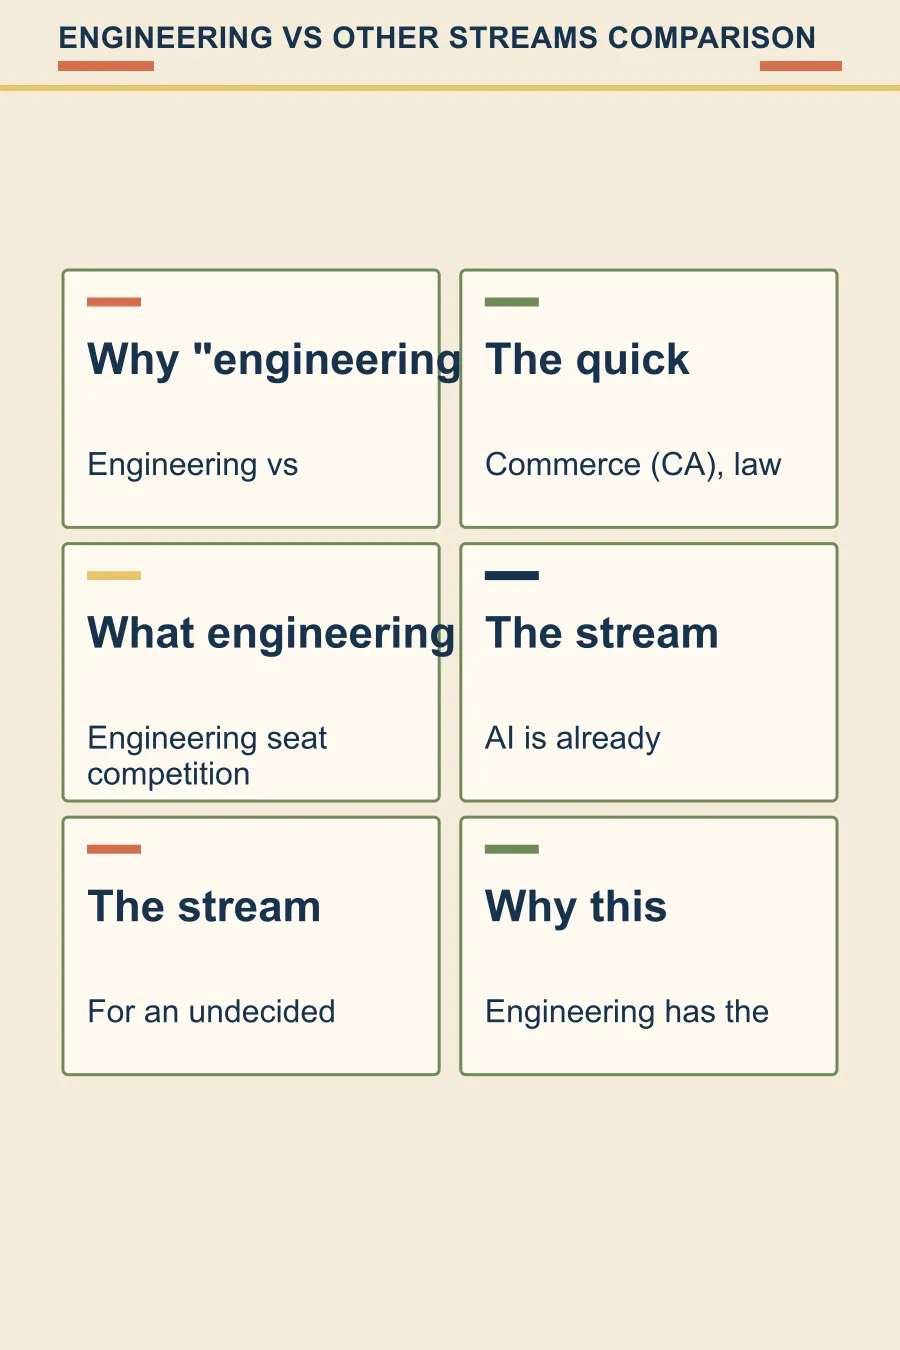 ENGINEERING VS OTHER STREAMS COMPARISON
Why "engineering
Engineering vs
The quick
Commerce (CA), law
What engineering
Engineering seat
competition
The stream
AI is already
The stream
For an undecided
Why this
Engineering has the